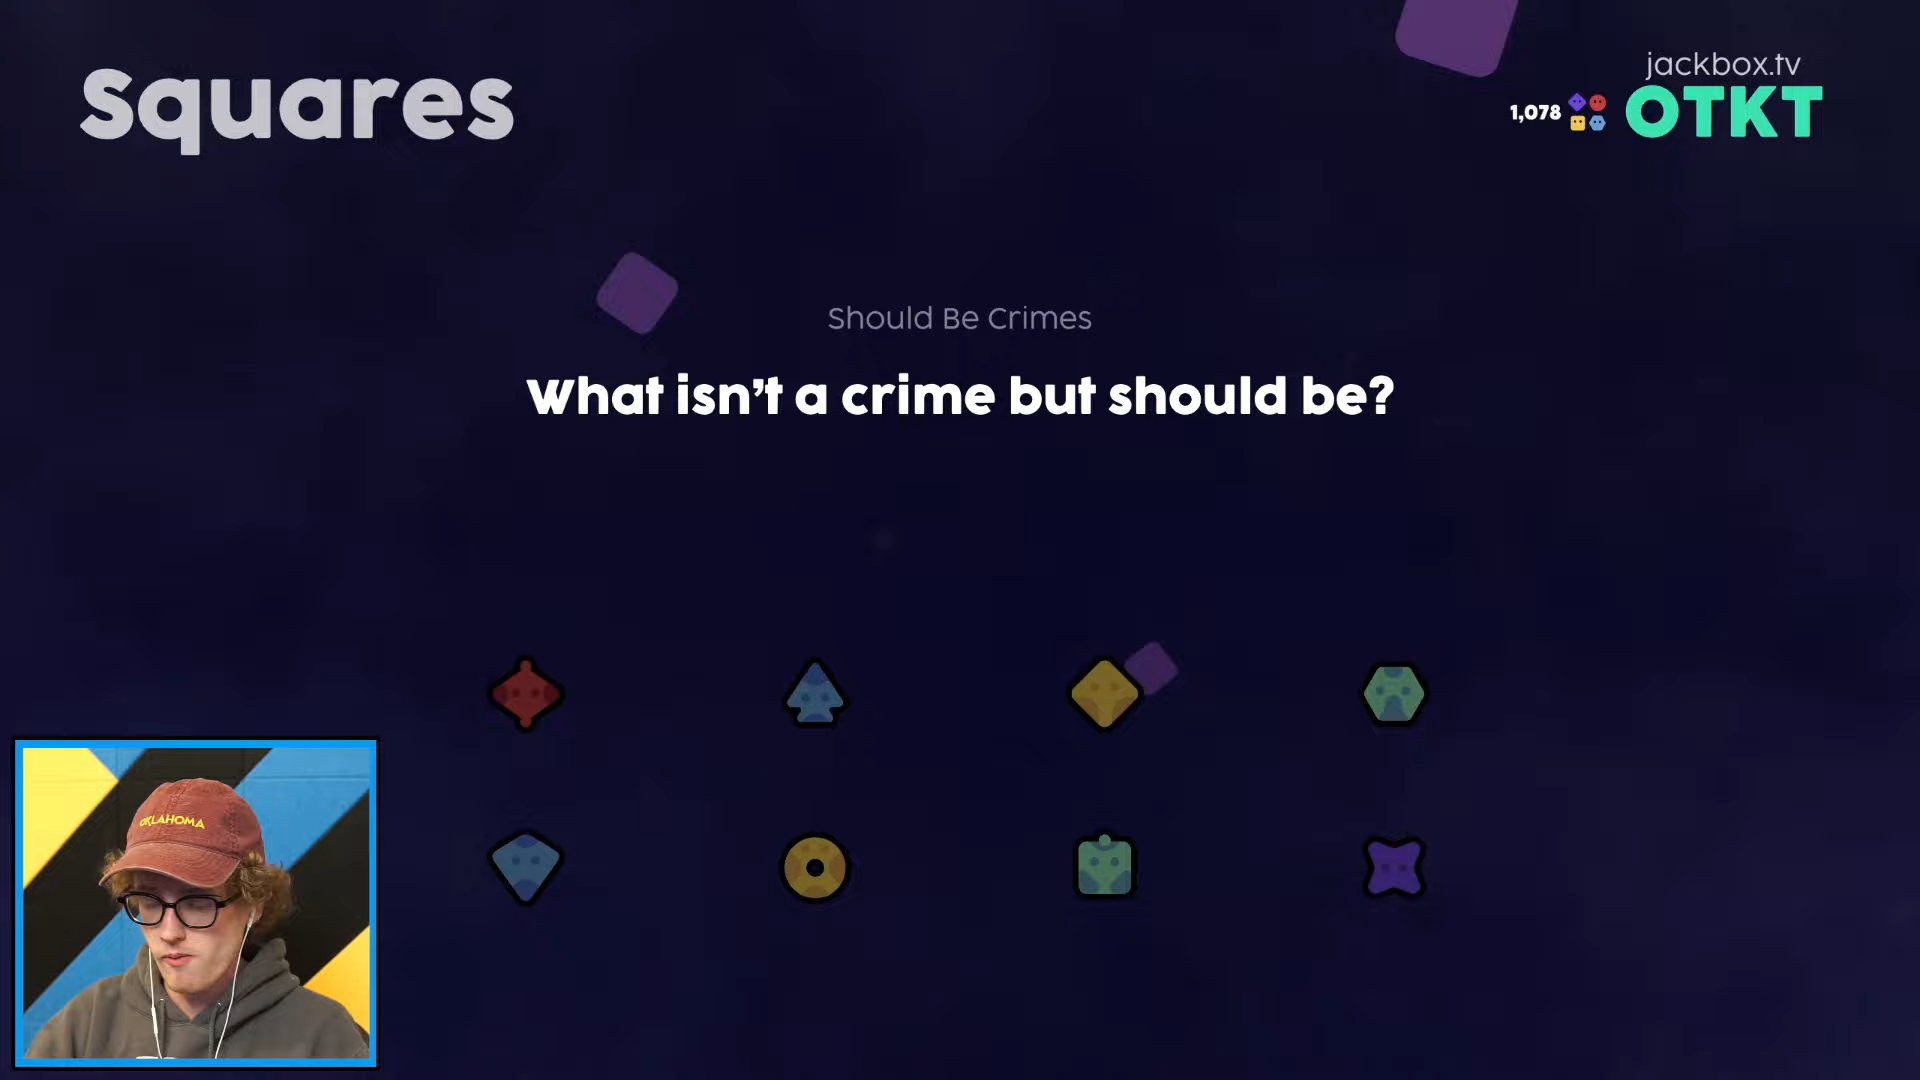 Squares
jackbox.tv
1,078
OTKT
Should Be Crimes
What isn't a crime but should be?
OKLAHOMA